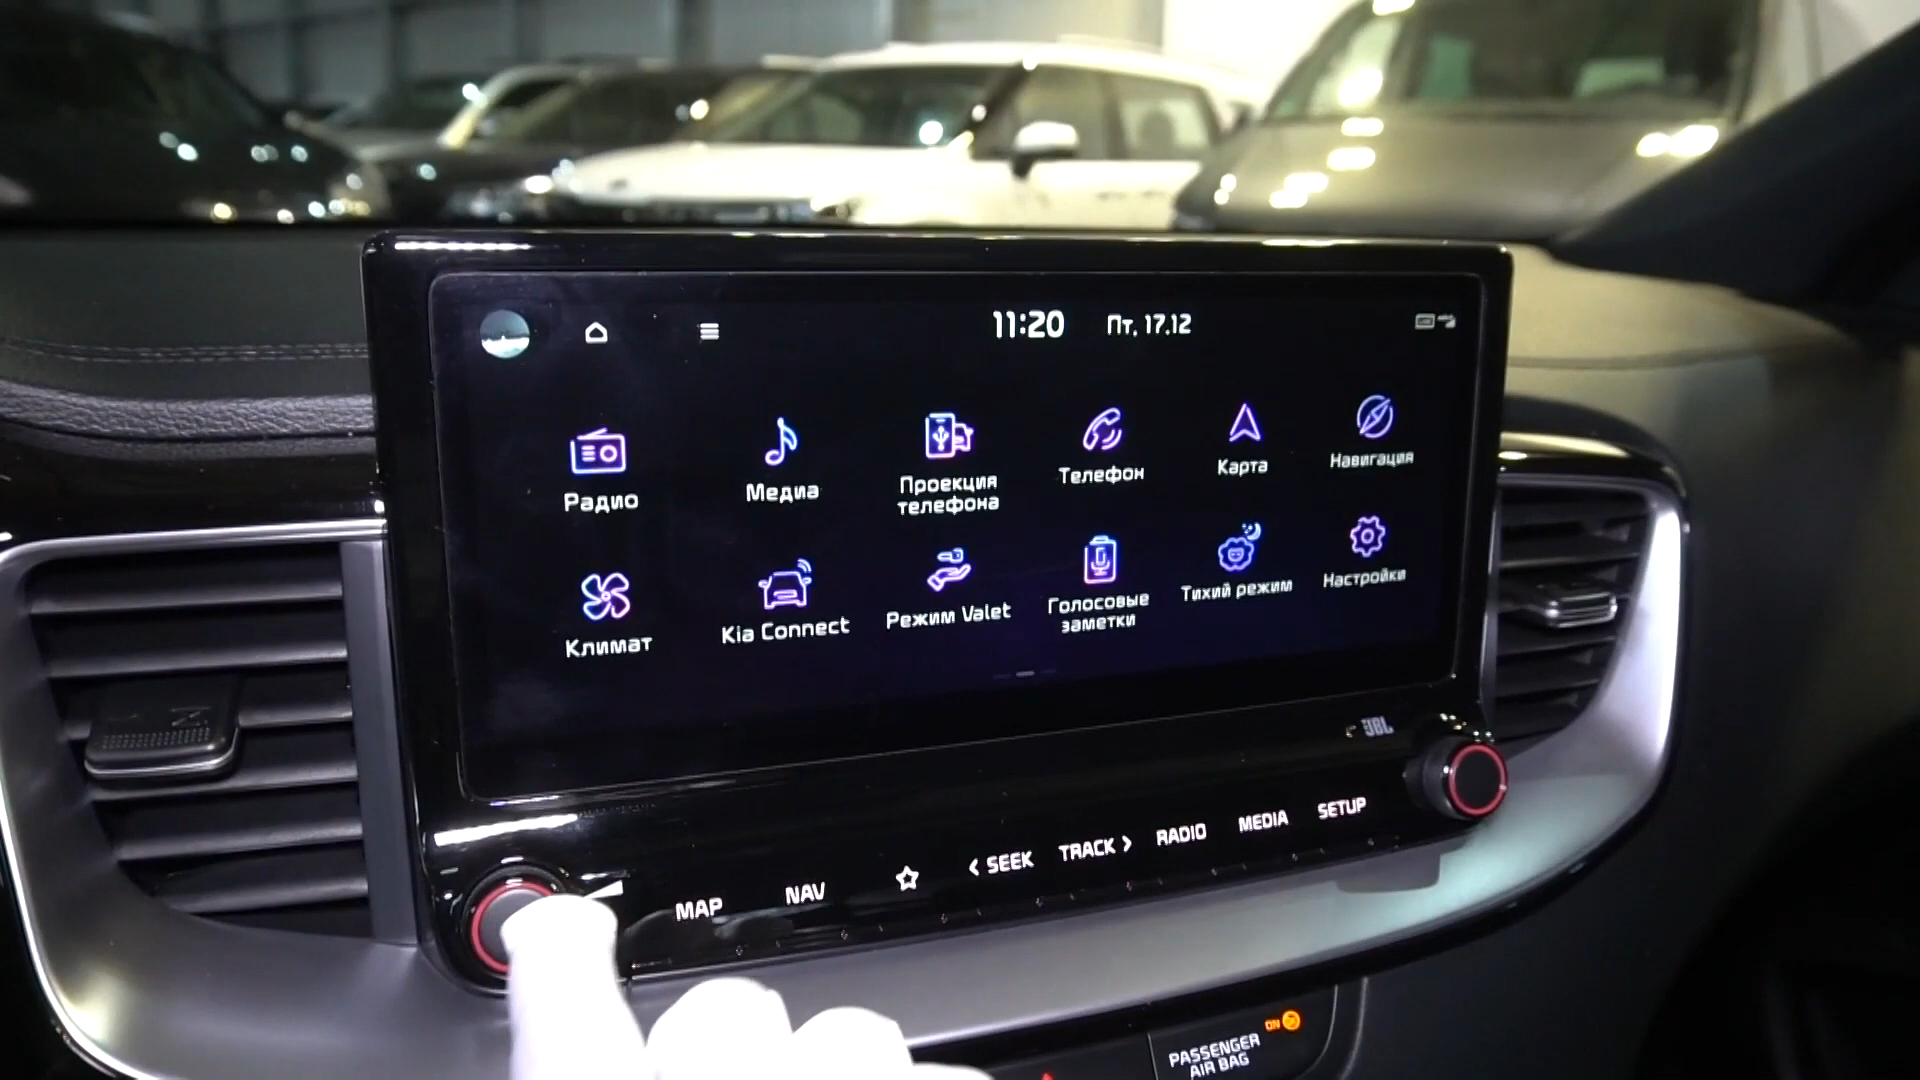 11:20 Пт, 17.12
Радио
Медиа
Проекция
телефона
Телефон
Карта
Навигация
Климат
Kia Connect
Режим Valet
Голосовые
заметки
Тихий режим
Настройки
JBL
MAP
NAV
SEEK
TRACK
RADIO
MEDIA
SETUP
ON
PASSENGER
AIR BAG